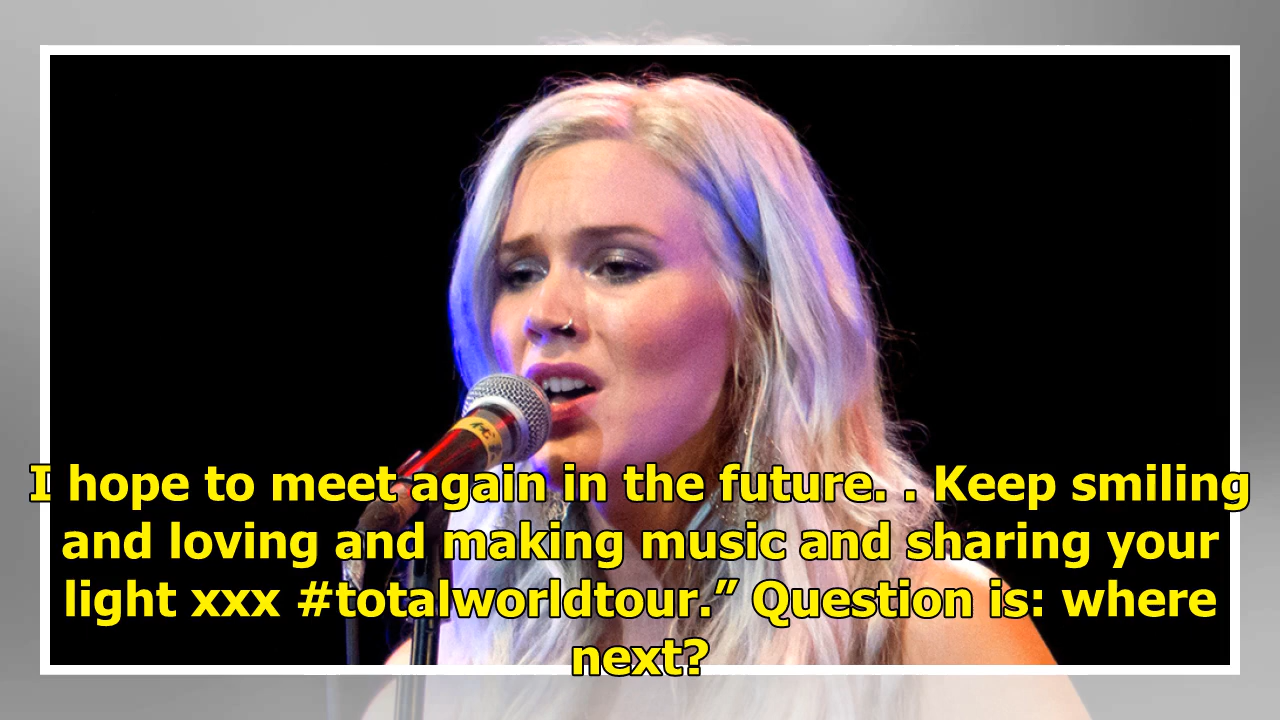 I hope to meet again in the future. . Keep smiling
and loving and making music and sharing your
light xxx #totalworldtour.” Question is: where
next?